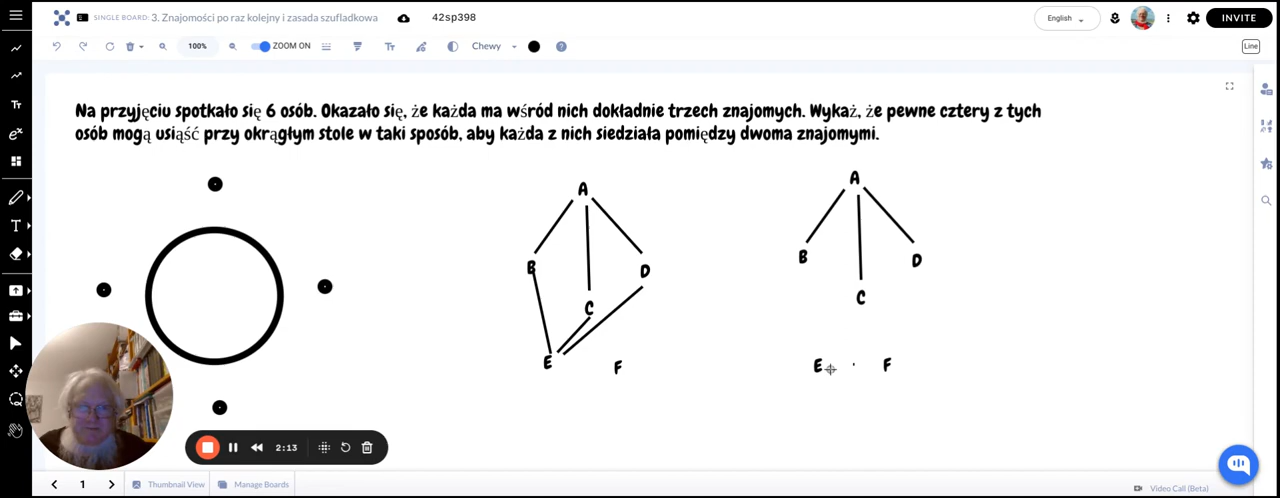 SINGLE BOARD: 3. Znajomości po raz kolejny i zasada szufladkowa
42sp398
English
INVITE
100%
ZOOM ON
Tr
Chewy
Line
Na przyjęciu spotkało się 6 osób. Okazało się, że każda ma wśród nich dokładnie trzech znajomych. Wykaż, że pewne cztery z tych
osób mogą usiąść przy okrągłym stole w taki sposób, aby każda z nich siedziała pomiędzy dwoma znajomymi.
A
B
D
C
E
F
A
B
D
C
E
F
2:13
1
Thumbnail View
Manage Boards
Video Call (Beta)